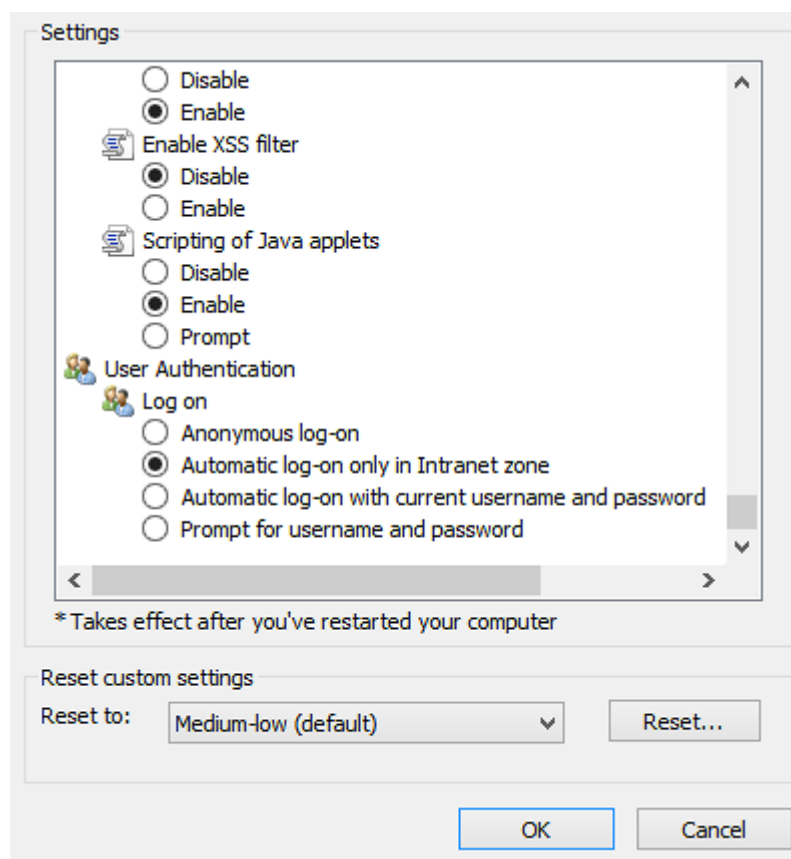 Settings
Disable
Enable
Enable XSS filter
Disable
Enable
Scripting of Java applets
Disable
Enable
Prompt
User Authentication
Log on
Anonymous log-on
Automatic log-on only in Intranet zone
Automatic log-on with current username and password
Prompt for username and password
*Takes effect after you've restarted your computer
Reset custom settings
Reset to: Medium-low (default) Reset...
OK Cancel